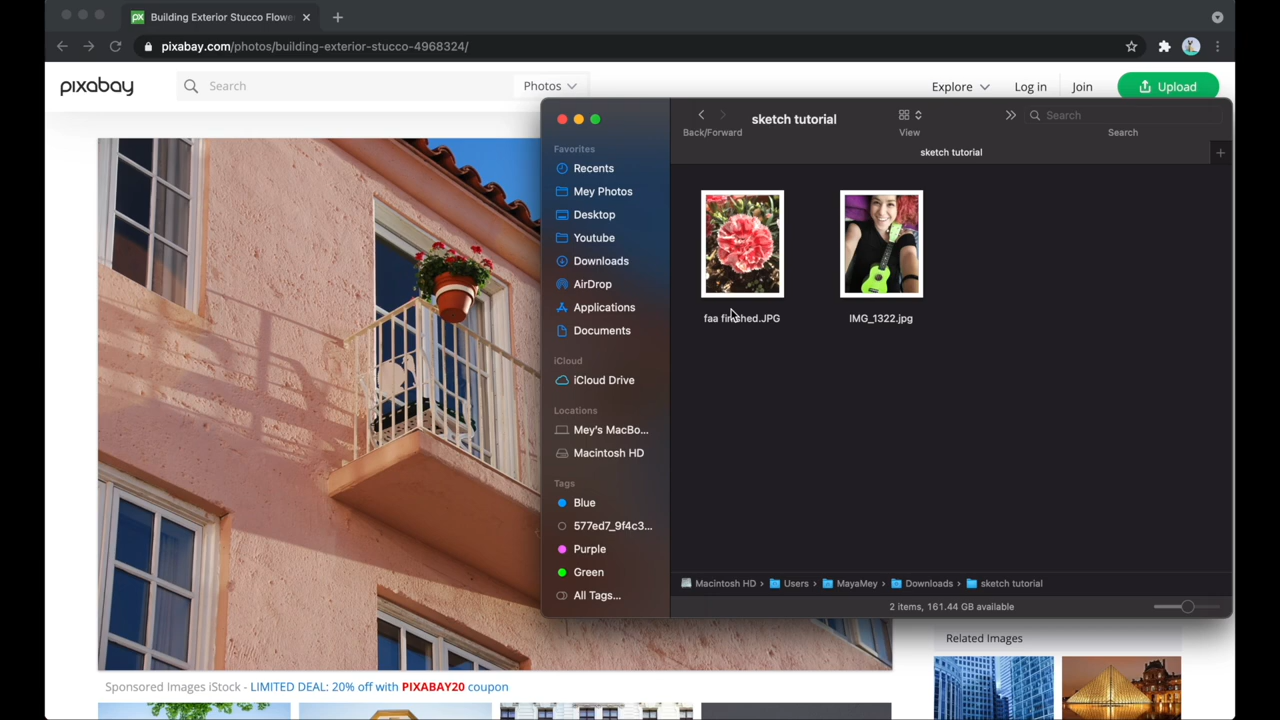 px Building Exterior Stucco Flowe
pixabay.com/photos/building-exterior-stucco-4968324/
pixabay
Search
Photos
Explore
Log in
Join
Upload
sketch tutorial
Back/Forward
View
Search
Search
sketch tutorial
Favorites
Recents
Mey Photos
Desktop
Youtube
Downloads
AirDrop
Applications
Documents
iCloud
iCloud Drive
Locations
Mey's MacBo...
Macintosh HD
Tags
Blue
577ed7_9f4c3...
Purple
Green
All Tags...
faa finished.JPG
IMG_1322.jpg
Macintosh HD › Users › MayaMey › Downloads › sketch tutorial
2 items, 161.44 GB available
Related Images
Sponsored Images iStock - LIMITED DEAL: 20% off with PIXABAY20 coupon